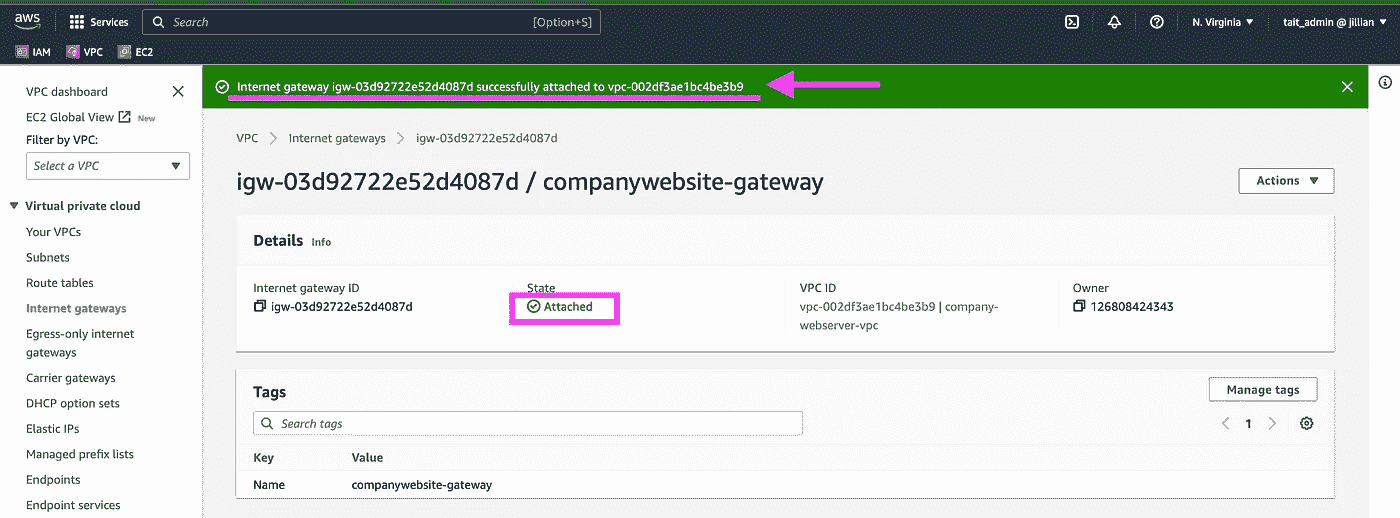 aws Services Search [Option+S] N. Virginia tait_admin @ jillian
IAM VPC EC2
VPC dashboard
EC2 Global View New
Filter by VPC:
Select a VPC
Virtual private cloud
Your VPCs
Subnets
Route tables
Internet gateways
Egress-only internet
gateways
Carrier gateways
DHCP option sets
Elastic IPs
Managed prefix lists
Endpoints
Endpoint services
Internet gateway igw-03d92722e52d4087d successfully attached to vpc-002df3ae1bc4be3b9
VPC Internet gateways igw-03d92722e52d4087d
igw-03d92722e52d4087d / companywebsite-gateway
Actions
Details Info
Internet gateway ID
igw-03d92722e52d4087d
State
Attached
VPC ID
vpc-002df3ae1bc4be3b9 | company-
webserver-vpc
Owner
126808424343
Tags
Manage tags
Search tags
1
Key Value
Name companywebsite-gateway